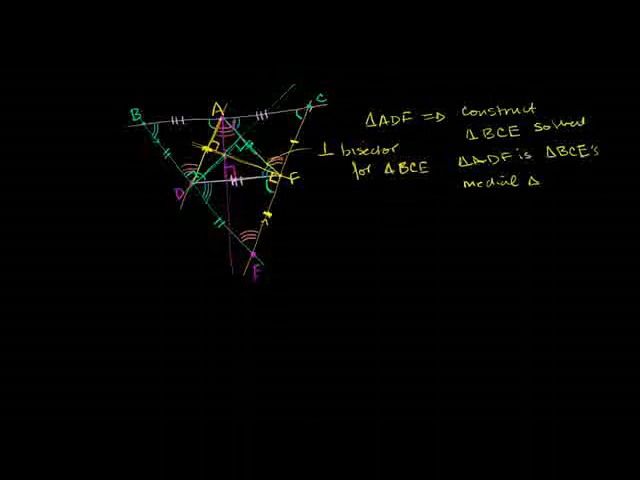 A
B
C
ΔADF => construct
ΔBCE so that
⊥ bisector
for ΔBCE
ΔADF is ΔBCE's
medial Δ
D
F
E